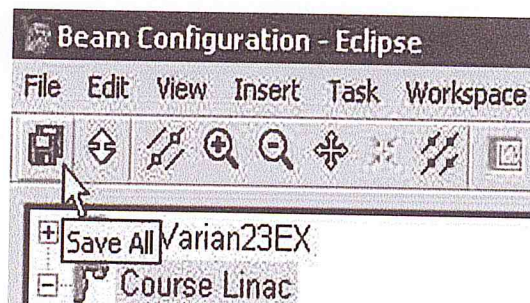 Beam Configuration - Eclipse
File Edit View Insert Task Workspace
Save All Varian23EX
Course Linac